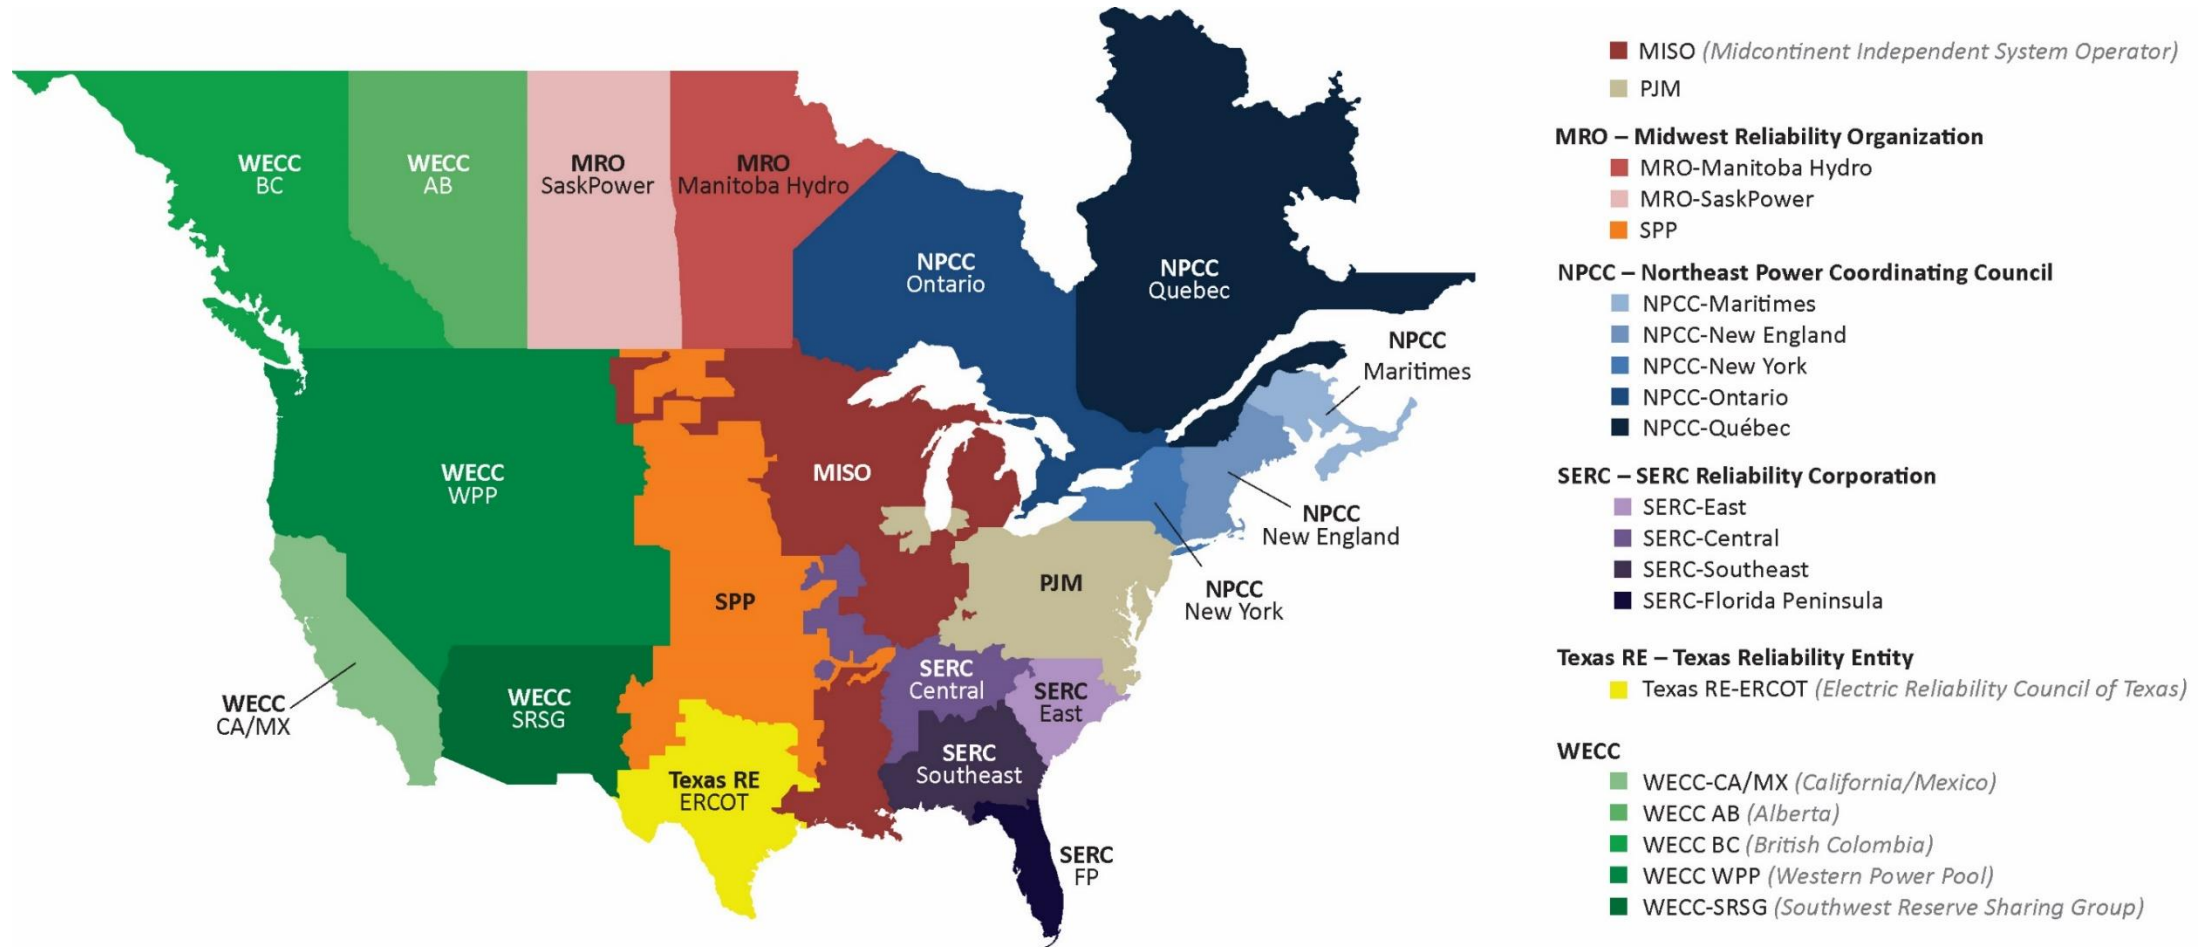 WECC
BC
WECC
AB
MRO
SaskPower
MRO
Manitoba Hydro
NPCC
Ontario
NPCC
Quebec
NPCC
Maritimes
WECC
WPP
MISO
NPCC
New England
NPCC
New York
PJM
SPP
WECC
CA/MX
WECC
SRSG
SERC
Central
SERC
East
SERC
Southeast
Texas RE
ERCOT
SERC
FP
MISO (Midcontinent Independent System Operator)
PJM
MRO – Midwest Reliability Organization
MRO-Manitoba Hydro
MRO-SaskPower
SPP
NPCC – Northeast Power Coordinating Council
NPCC-Maritimes
NPCC-New England
NPCC-New York
NPCC-Ontario
NPCC-Québec
SERC – SERC Reliability Corporation
SERC-East
SERC-Central
SERC-Southeast
SERC-Florida Peninsula
Texas RE – Texas Reliability Entity
Texas RE-ERCOT (Electric Reliability Council of Texas)
WECC
WECC-CA/MX (California/Mexico)
WECC AB (Alberta)
WECC BC (British Colombia)
WECC WPP (Western Power Pool)
WECC-SRSG (Southwest Reserve Sharing Group)